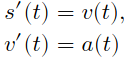 s′(t) = v(t),
v′(t) = a(t)